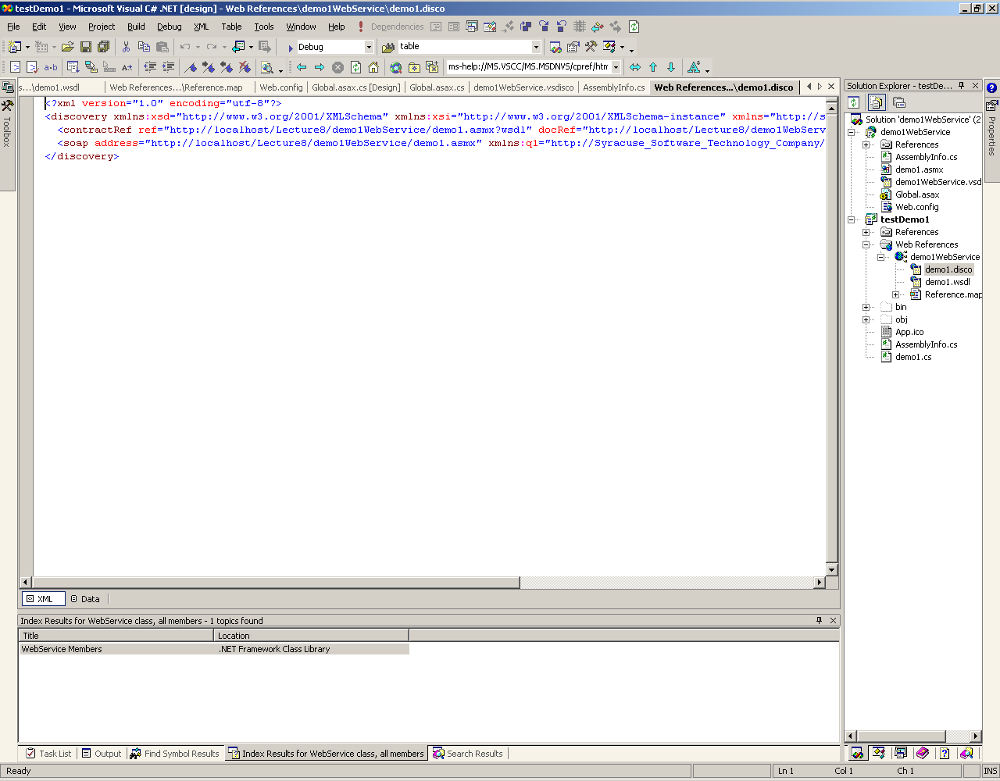 testDemo1 - Microsoft Visual C# .NET [design] - Web References\demo1WebService\demo1.disco
File Edit View Project Build Debug XML Table Tools Window Help Dependencies
Debug table
ms-help://MS.VSCC/MS.MSDNVS/cpref/htm
s...\demo1.wsdl Web References...\Reference.map Web.config Global.asax.cs [Design] Global.asax.cs demo1WebService.vsdisco AssemblyInfo.cs Web References...\demo1.disco
Toolbox
<?xml version="1.0" encoding="utf-8"?>
<discovery xmlns:xsd="http://www.w3.org/2001/XMLSchema" xmlns:xsi="http://www.w3.org/2001/XMLSchema-instance" xmlns="http://s
<contractRef ref="http://localhost/Lecture8/demo1WebService/demo1.asmx?wsdl" docRef="http://localhost/Lecture8/demo1WebServ
<soap address="http://localhost/Lecture8/demo1WebService/demo1.asmx" xmlns:q1="http://Syracuse_Software_Technology_Company/
</discovery>
XML Data
Solution Explorer - testDe...
Solution 'demo1WebService' (2
demo1WebService
References
AssemblyInfo.cs
demo1.asmx
demo1WebService.vsd
Global.asax
Web.config
testDemo1
References
Web References
demo1WebService
demo1.disco
demo1.wsdl
Reference.map
bin
obj
App.ico
AssemblyInfo.cs
demo1.cs
Properties
Index Results for WebService class, all members - 1 topics found
Title Location
WebService Members .NET Framework Class Library
Task List Output Find Symbol Results Index Results for WebService class, all members Search Results
Ready Ln 1 Col 1 Ch 1 INS